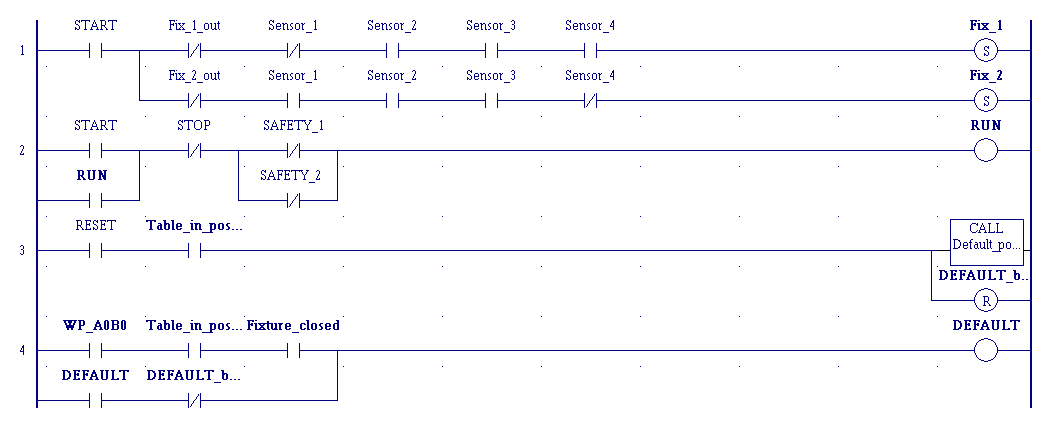 START Fix_1_out Sensor_1 Sensor_2 Sensor_3 Sensor_4 Fix_1
1 S
Fix_2_out Sensor_1 Sensor_2 Sensor_3 Sensor_4 Fix_2
S
START STOP SAFETY_1 RUN
2
RUN SAFETY_2
RESET Table_in_pos... CALL
3 Default_po...
DEFAULT_b...
R
WP_A0B0 Table_in_pos... Fixture_closed DEFAULT
4
DEFAULT DEFAULT_b...